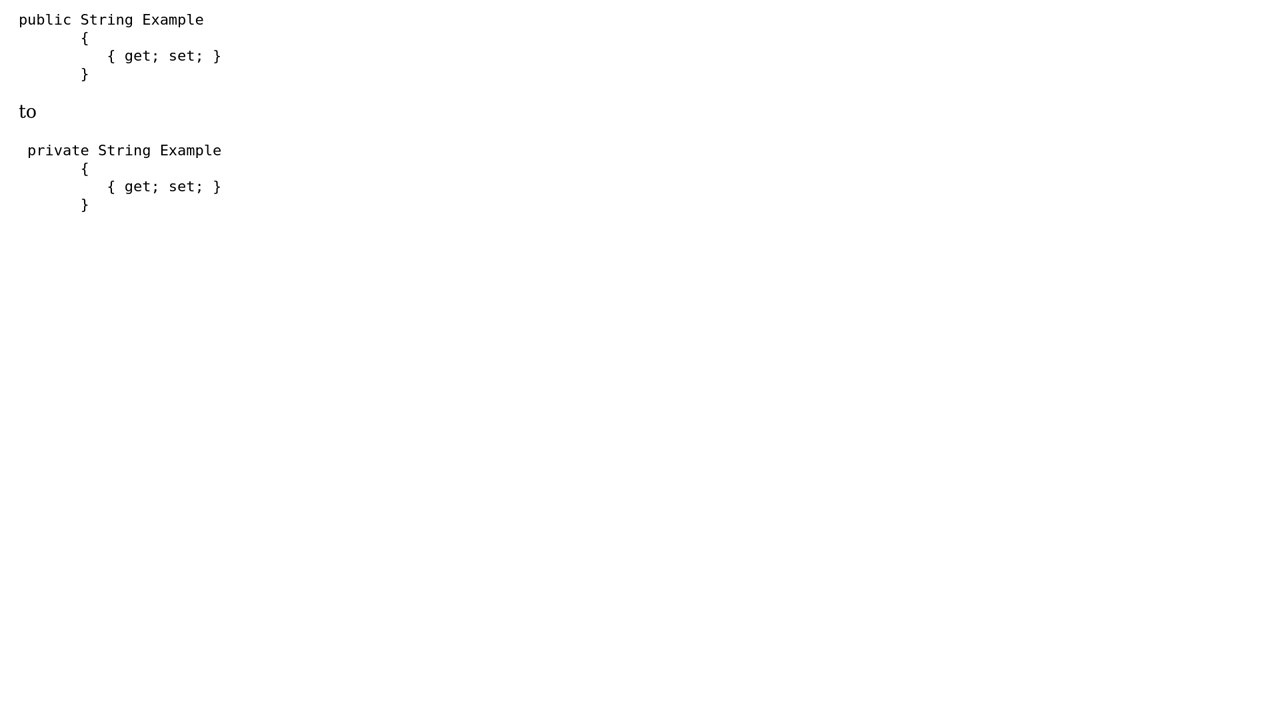 public String Example
       {
          { get; set; }
       }
to
 private String Example
       {
          { get; set; }
       }